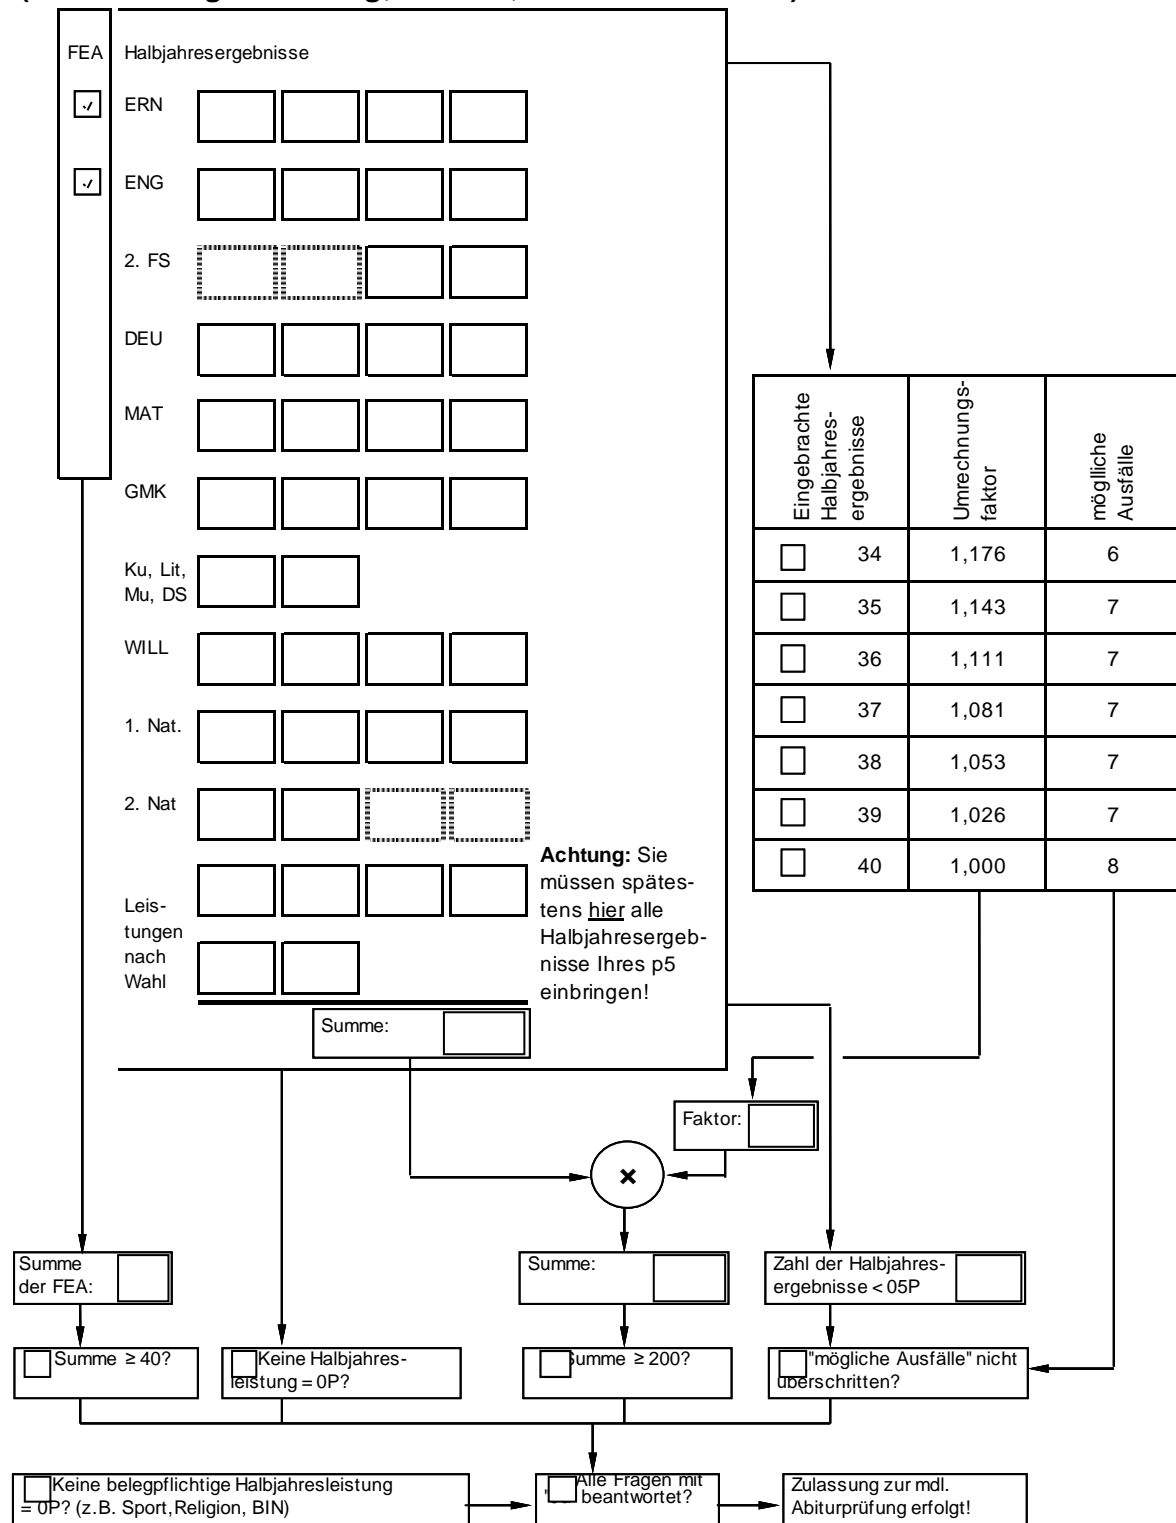 FEA Halbjahresergebnisse
ERN
ENG
2. FS
DEU
MAT
GMK
Ku, Lit,
Mu, DS
WILL
1. Nat.
2. Nat
Leis-
tungen
nach
Wahl
Achtung: Sie
müssen spätes-
tens hier alle
Halbjahresergeb-
nisse Ihres p5
einbringen!
Summe:
Eingebrachte
Halbjahres-
ergebnisse
Umrechnungs-
faktor
möglliche
Ausfälle
34 1,176 6
35 1,143 7
36 1,111 7
37 1,081 7
38 1,053 7
39 1,026 7
40 1,000 8
Faktor:
×
Summe
der FEA:
Summe:
Zahl der Halbjahres-
ergebnisse < 05P
Summe ≥ 40?
Keine Halbjahres-
leistung = 0P?
Summe ≥ 200?
"mögliche Ausfälle" nicht
überschritten?
Keine belegpflichtige Halbjahresleistung
= 0P? (z.B. Sport,Religion, BIN)
Alle Fragen mit
beantwortet?
Zulassung zur mdl.
Abiturprüfung erfolgt!